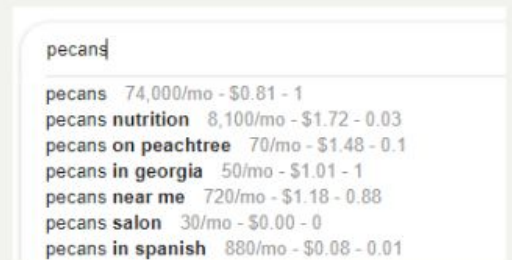 pecans
pecans 74,000/mo - $0.81 - 1
pecans nutrition 8,100/mo - $1.72 - 0.03
pecans on peachtree 70/mo - $1.48 - 0.1
pecans in georgia 50/mo - $1.01 - 1
pecans near me 720/mo - $1.18 - 0.88
pecans salon 30/mo - $0.00 - 0
pecans in spanish 880/mo - $0.08 - 0.01